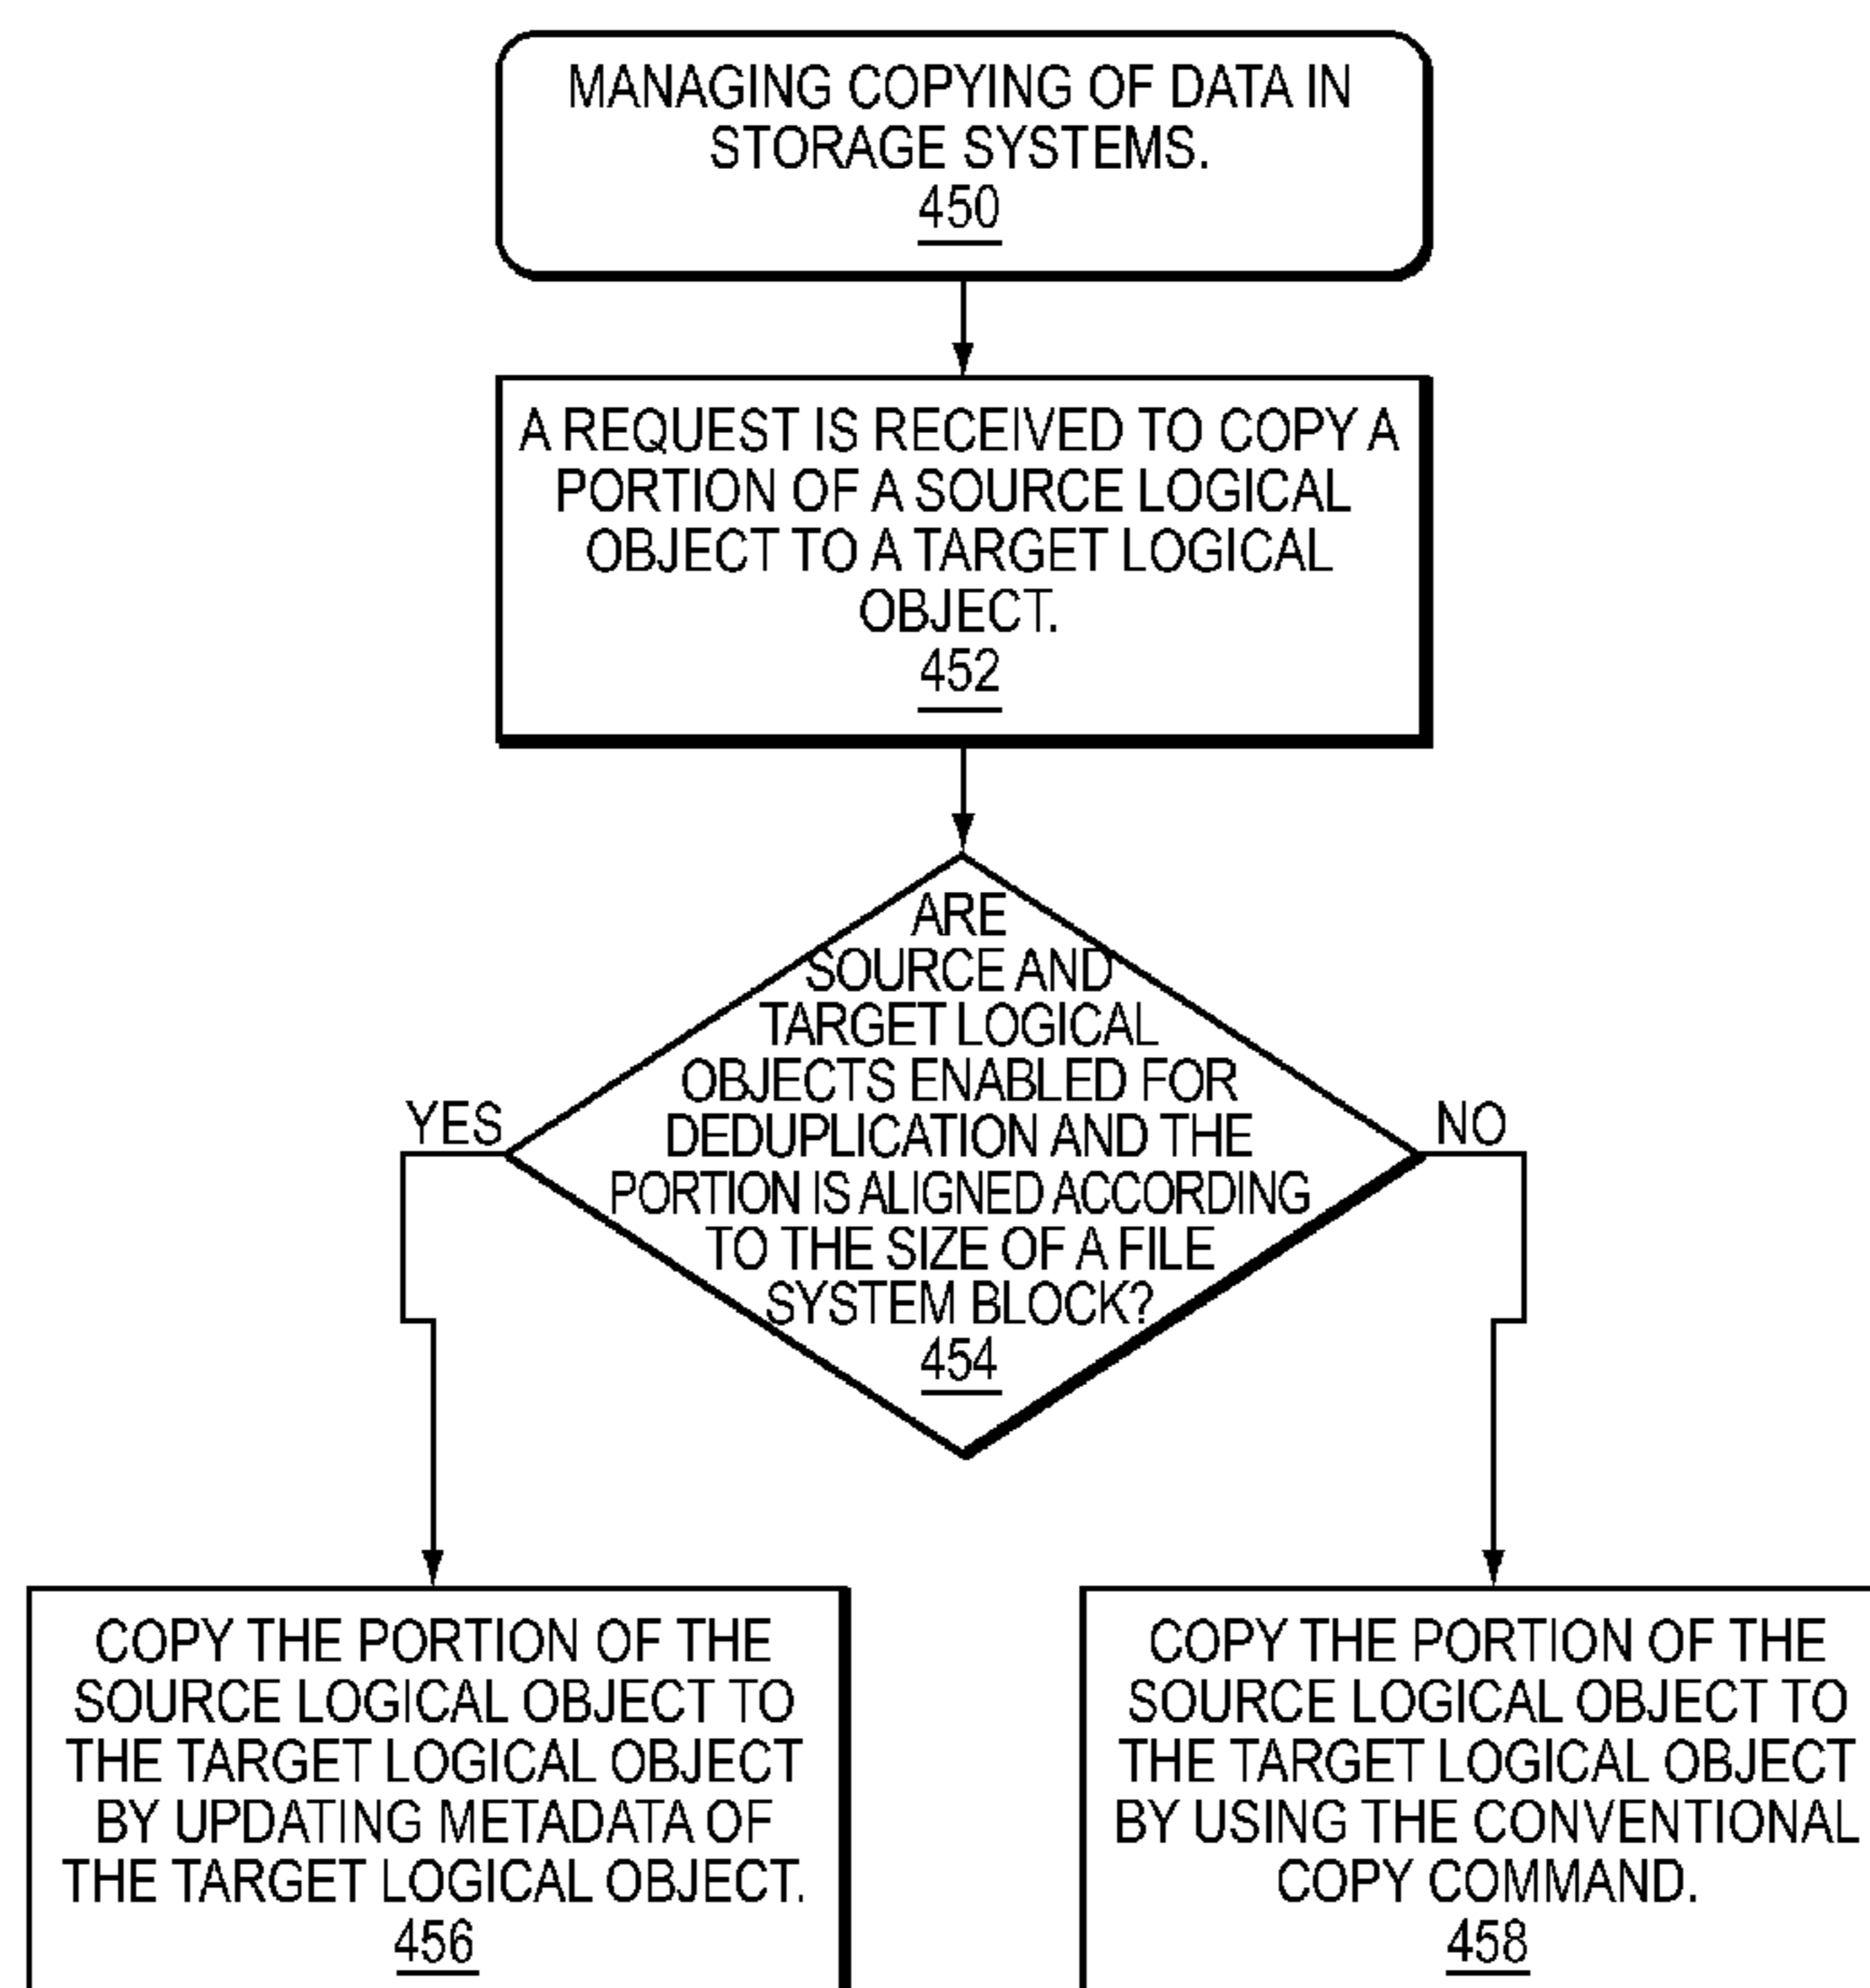 MANAGING COPYING OF DATA IN
STORAGE SYSTEMS.
450
A REQUEST IS RECEIVED TO COPY A
PORTION OF A SOURCE LOGICAL
OBJECT TO A TARGET LOGICAL
OBJECT.
452
ARE
SOURCE AND
TARGET LOGICAL
OBJECTS ENABLED FOR
DEDUPLICATION AND THE
PORTION IS ALIGNED ACCORDING
TO THE SIZE OF A FILE
SYSTEM BLOCK?
454
YES
NO
COPY THE PORTION OF THE
SOURCE LOGICAL OBJECT TO
THE TARGET LOGICAL OBJECT
BY UPDATING METADATA OF
THE TARGET LOGICAL OBJECT.
456
COPY THE PORTION OF THE
SOURCE LOGICAL OBJECT TO
THE TARGET LOGICAL OBJECT
BY USING THE CONVENTIONAL
COPY COMMAND.
458